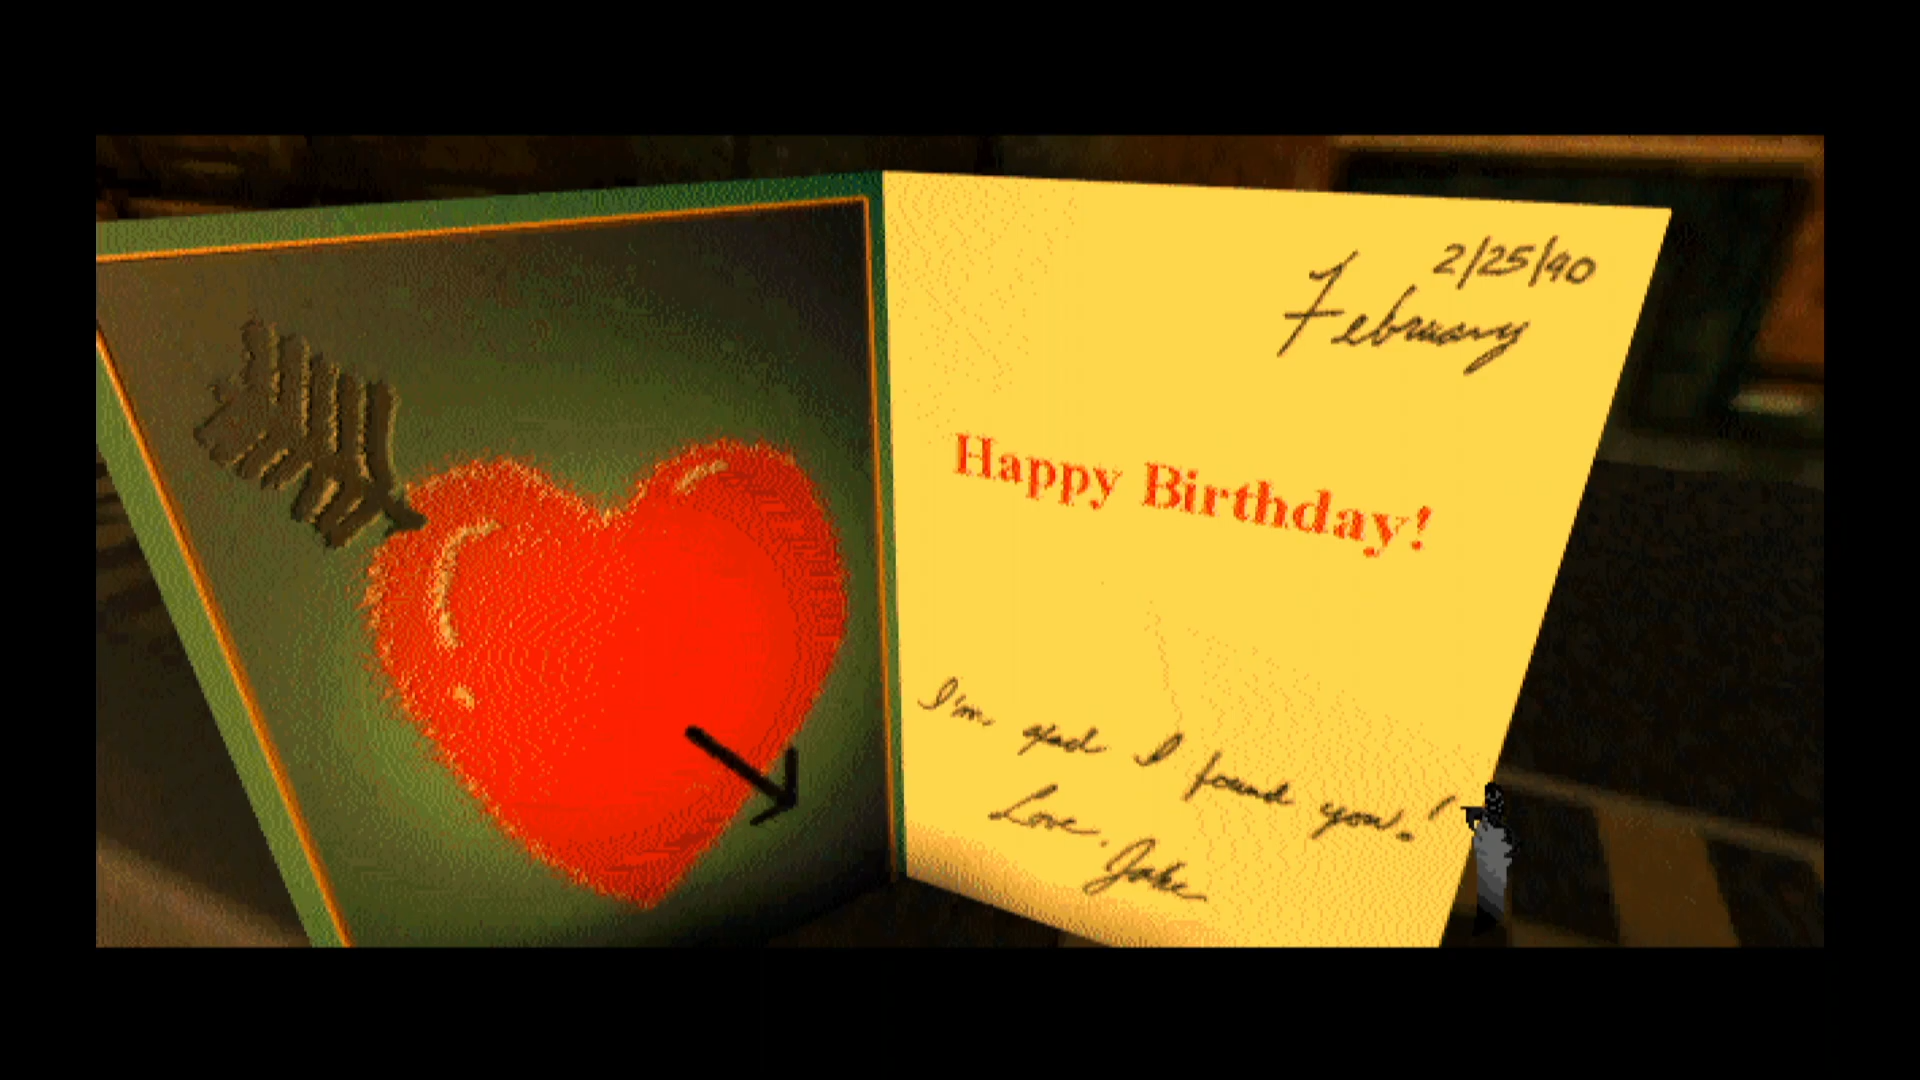 2/25/90
February
Happy Birthday!
I'm glad I found you!
Love, Jake